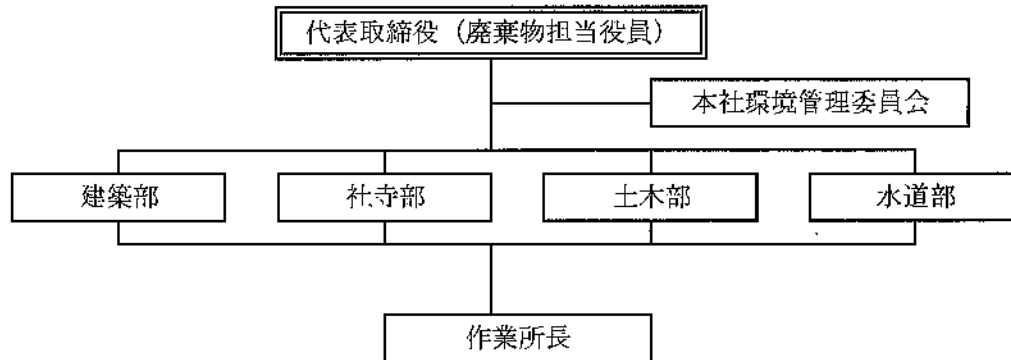 代表取締役（廃棄物担当役員）
本社環境管理委員会
建築部
社寺部
土木部
水道部
作業所長